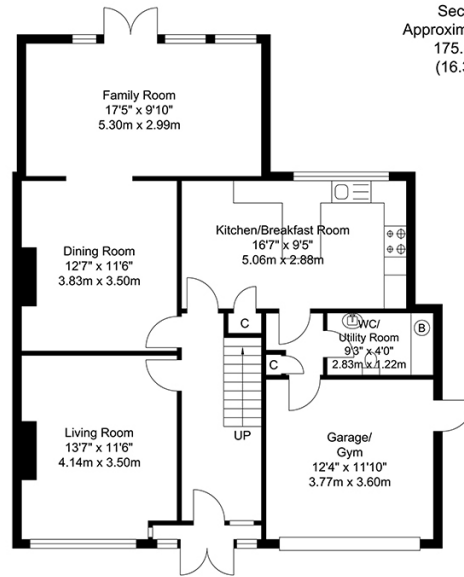 Sec
Approxim
175.
(16.3
Family Room
17'5" x 9'10"
5.30m x 2.99m
Kitchen/Breakfast Room
16'7" x 9'5"
5.06m x 2.88m
Dining Room
12'7" x 11'6"
3.83m x 3.50m
C
WC/
Utility Room
9'3" x 4'0"
2.83m x 1.22m
B
C
UP
Living Room
13'7" x 11'6"
4.14m x 3.50m
Garage/
Gym
12'4" x 11'10"
3.77m x 3.60m